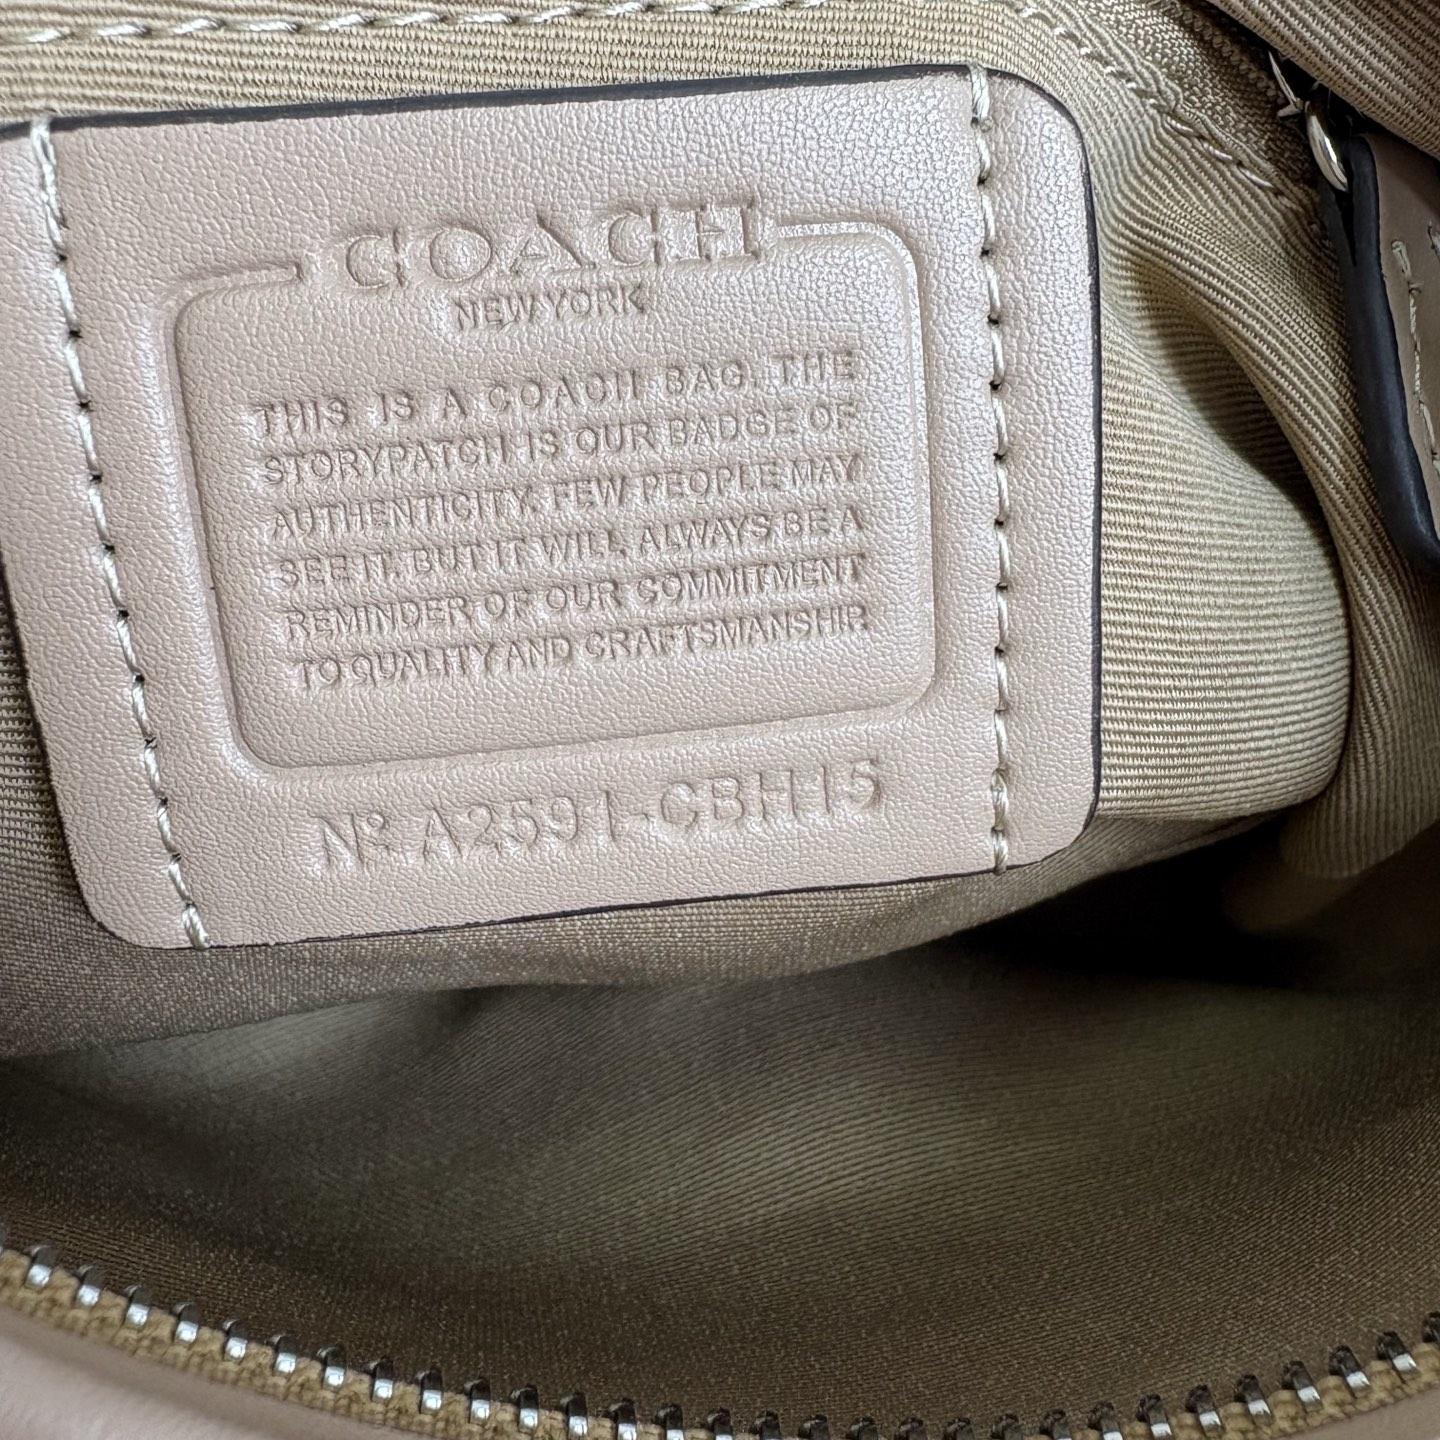 COACH
NEW YORK
THIS IS A COACH BAG. THE
STORYPATCH IS OUR BADGE OF
AUTHENTICITY. FEW PEOPLE MAY
SEE IT. BUT IT WILL ALWAYS BE A
REMINDER OF OUR COMMITMENT
TO QUALITY AND CRAFTSMANSHIP.
Nº A2591-CBH15